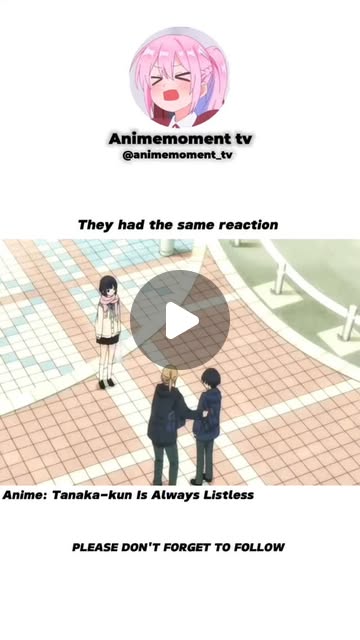 Animemoment tv
@animemoment_tv
They had the same reaction
Anime: Tanaka-kun Is Always Listless
PLEASE DON'T FORGET TO FOLLOW